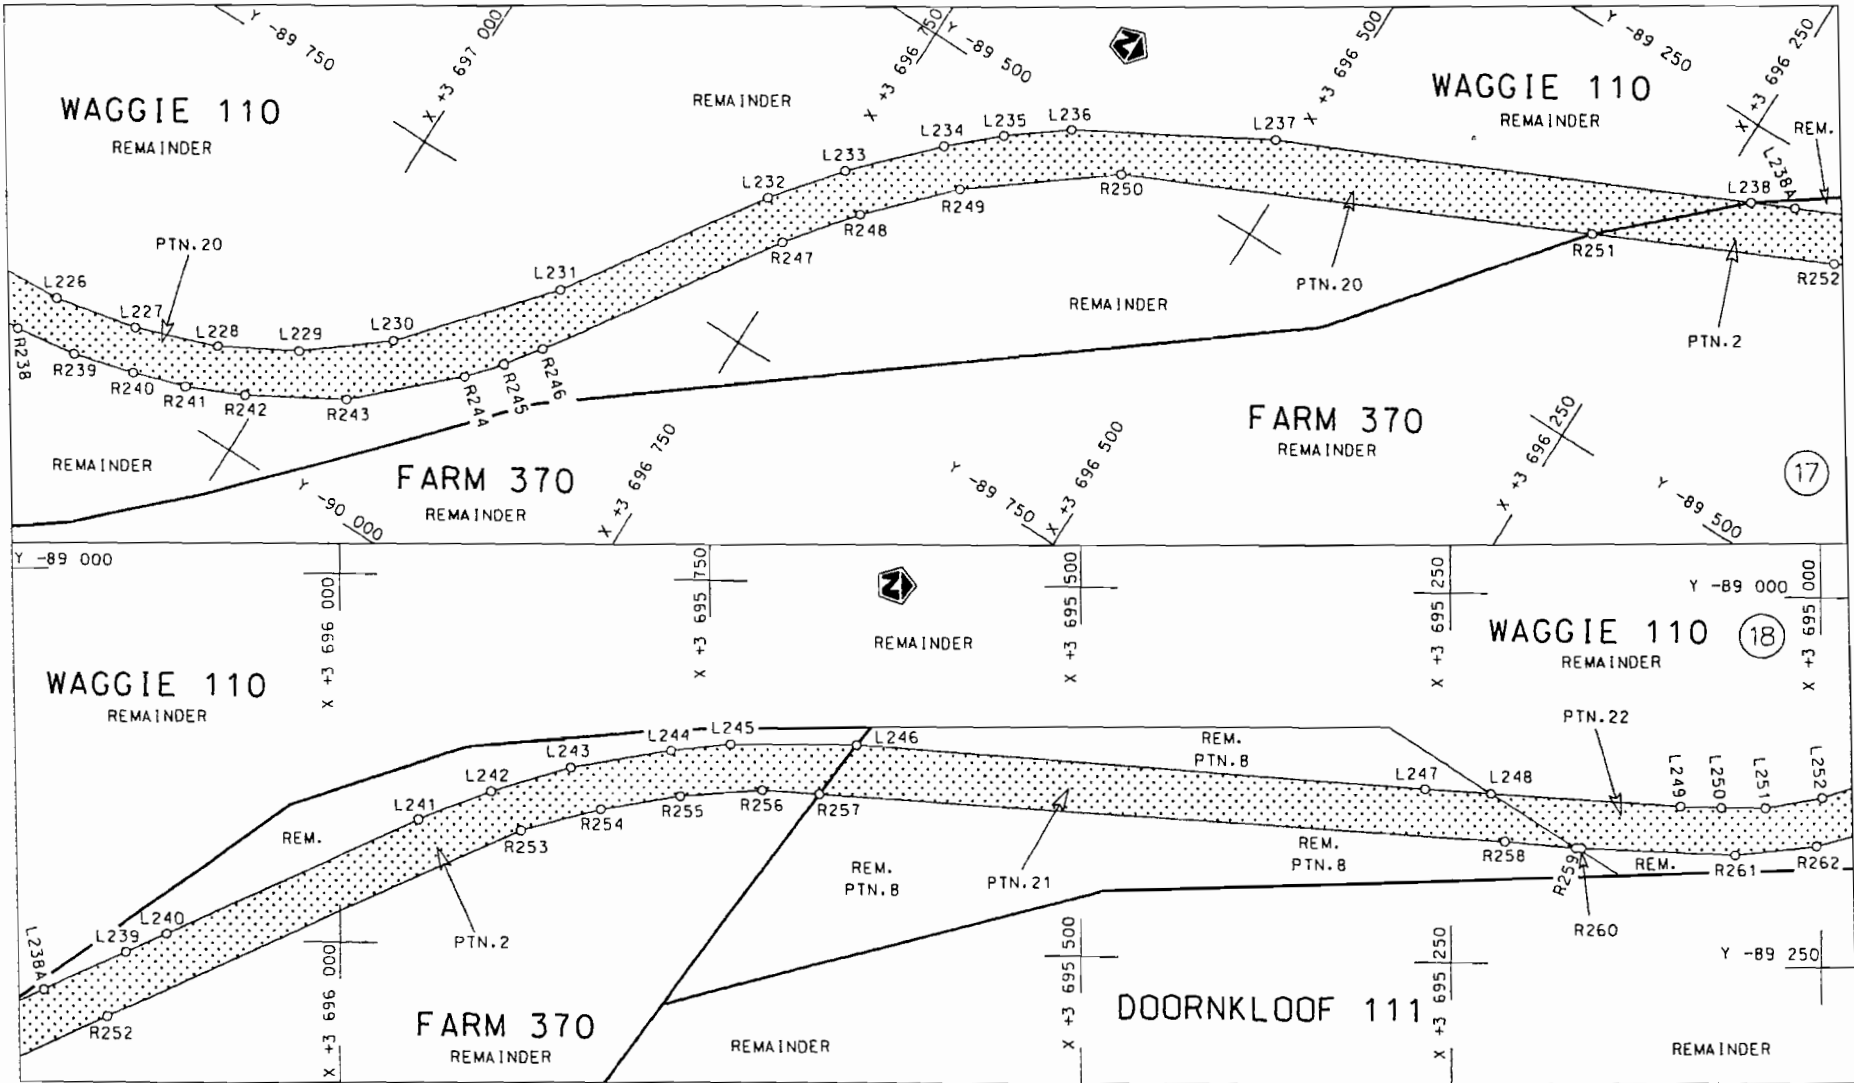 Y -89 750
X +3 697 000
X +3 696 750
Y -89 500
N
X +3 696 500
Y -89 250
X +3 696 250
WAGGIE 110
REMAINDER
REMAINDER
WAGGIE 110
REMAINDER
REM.
L226
L227
L228
L229
L230
L231
L232
L233
L234
L235
L236
L237
L238
L238A
PTN.20
R238
R239
R240
R241
R242
R243
R244
R245
R246
R247
R248
R249
R250
R251
R252
PTN.20
PTN.2
REMAINDER
REMAINDER
FARM 370
REMAINDER
FARM 370
REMAINDER
Y -90 000
X +3 696 750
Y -89 750
X +3 696 500
X +3 696 250
Y -89 500
17
Y -89 000
X +3 696 000
X +3 695 750
N
X +3 695 500
X +3 695 250
Y -89 000
X +3 695 000
REMAINDER
WAGGIE 110
REMAINDER
18
WAGGIE 110
REMAINDER
PTN.22
L238A
L239
L240
L241
L242
L243
L244
L245
L246
L247
L248
L249
L250
L251
L252
REM.
REM.
PTN.8
R252
R253
R254
R255
R256
R257
R258
R259
R260
R261
R262
REM.
PTN.8
REM.
PTN.8
REM.
PTN.2
PTN.21
X +3 696 000
X +3 695 500
X +3 695 250
Y -89 250
FARM 370
REMAINDER
REMAINDER
DOORNKLOOF 111
REMAINDER